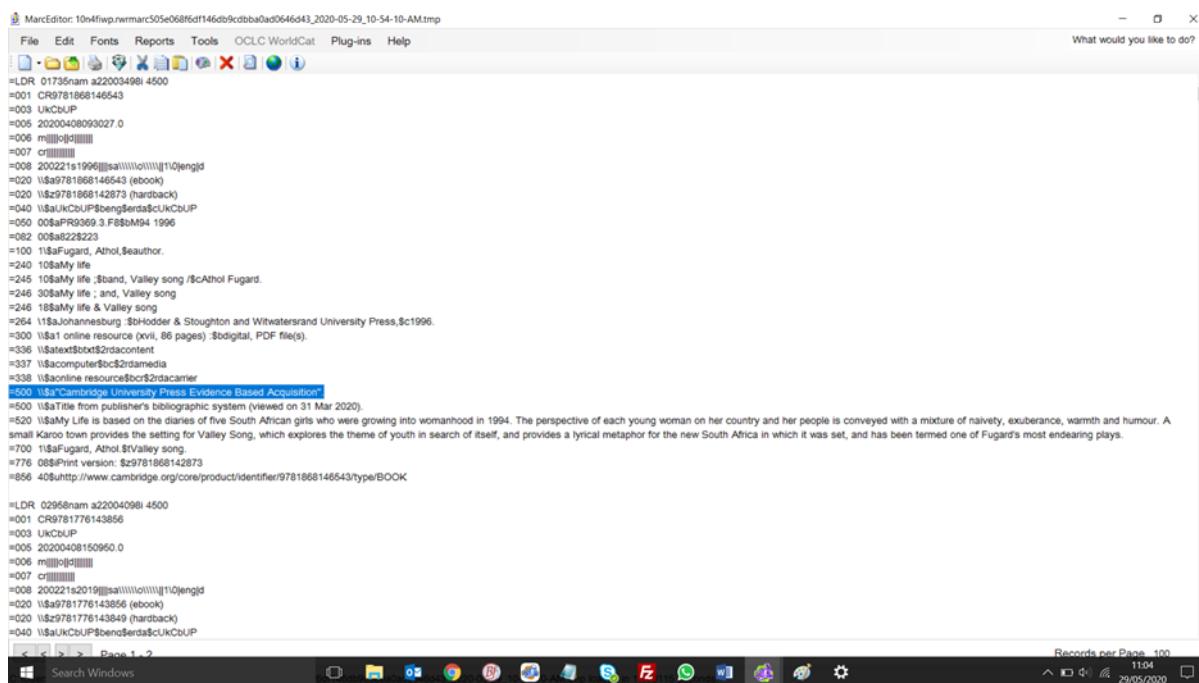 MarcEditor: 10n4fiwp.rwrmarc505e068f6df146db9cdbba0ad0646d43_2020-05-29_10-54-10-AM.tmp
File Edit Fonts Reports Tools OCLC WorldCat Plug-ins Help What would you like to do?
=LDR 01735nam a22003498i 4500
=001 CR9781868146543
=003 UkCbUP
=005 20200408093027.0
=006 m|||||o||d||||||||
=007 cr||||||||||||
=008 200221s1996||||sa\\\\\\o\\\\\||1\0|eng|d
=020 \\$a9781868146543 (ebook)
=020 \\$z9781868142873 (hardback)
=040 \\$aUkCbUP$beng$erda$cUkCbUP
=050 00$aPR9369.3.F8$bM94 1996
=082 00$a822$223
=100 1\$aFugard, Athol,$eauthor.
=240 10$aMy life
=245 10$aMy life ;$band, Valley song /$cAthol Fugard.
=246 30$aMy life ; and, Valley song
=246 18$aMy life & Valley song
=264 \1$aJohannesburg :$bHodder & Stoughton and Witwatersrand University Press,$c1996.
=300 \\$a1 online resource (xvii, 86 pages) :$bdigital, PDF file(s).
=336 \\$atext$btxt$2rdacontent
=337 \\$acomputer$bc$2rdamedia
=338 \\$aonline resource$bcr$2rdacarrier
=500 \\$a"Cambridge University Press Evidence Based Acquisition".
=500 \\$aTitle from publisher's bibliographic system (viewed on 31 Mar 2020).
=520 \\$aMy Life is based on the diaries of five South African girls who were growing into womanhood in 1994. The perspective of each young woman on her country and her people is conveyed with a mixture of naivety, exuberance, warmth and humour. A
small Karoo town provides the setting for Valley Song, which explores the theme of youth in search of itself, and provides a lyrical metaphor for the new South Africa in which it was set, and has been termed one of Fugard's most endearing plays.
=700 1\$aFugard, Athol.$tValley song.
=776 08$iPrint version: $z9781868142873
=856 40$uhttp://www.cambridge.org/core/product/identifier/9781868146543/type/BOOK
=LDR 02958nam a22004098i 4500
=001 CR9781776143856
=003 UkCbUP
=005 20200408150950.0
=006 m|||||o||d||||||||
=007 cr||||||||||||
=008 200221s2019||||sa\\\\\\o\\\\\||1\0|eng|d
=020 \\$a9781776143856 (ebook)
=020 \\$z9781776143849 (hardback)
=040 \\$aUkCbUP$beng$erda$cUkCbUP
Page 1 - 2 Records per Page 100
Search Windows 11:04
29/05/2020